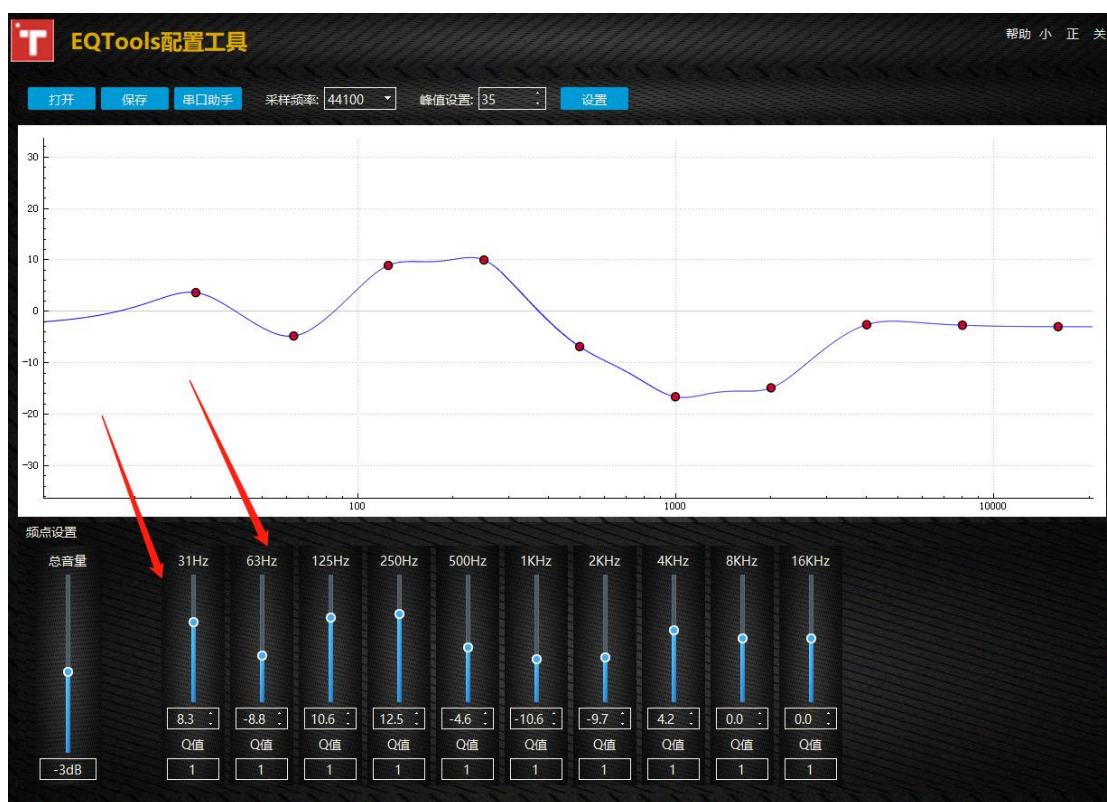 T EQTools配置工具
帮助 小 正 关
打开 保存 串口助手 采样频率: 44100 峰值设置: 35 设置
30
20
10
0
-10
-20
-30
100 1000 10000
频点设置
总音量 31Hz 63Hz 125Hz 250Hz 500Hz 1KHz 2KHz 4KHz 8KHz 16KHz
8.3 -8.8 10.6 12.5 -4.6 -10.6 -9.7 4.2 0.0 0.0
Q值 Q值 Q值 Q值 Q值 Q值 Q值 Q值 Q值 Q值
-3dB 1 1 1 1 1 1 1 1 1 1